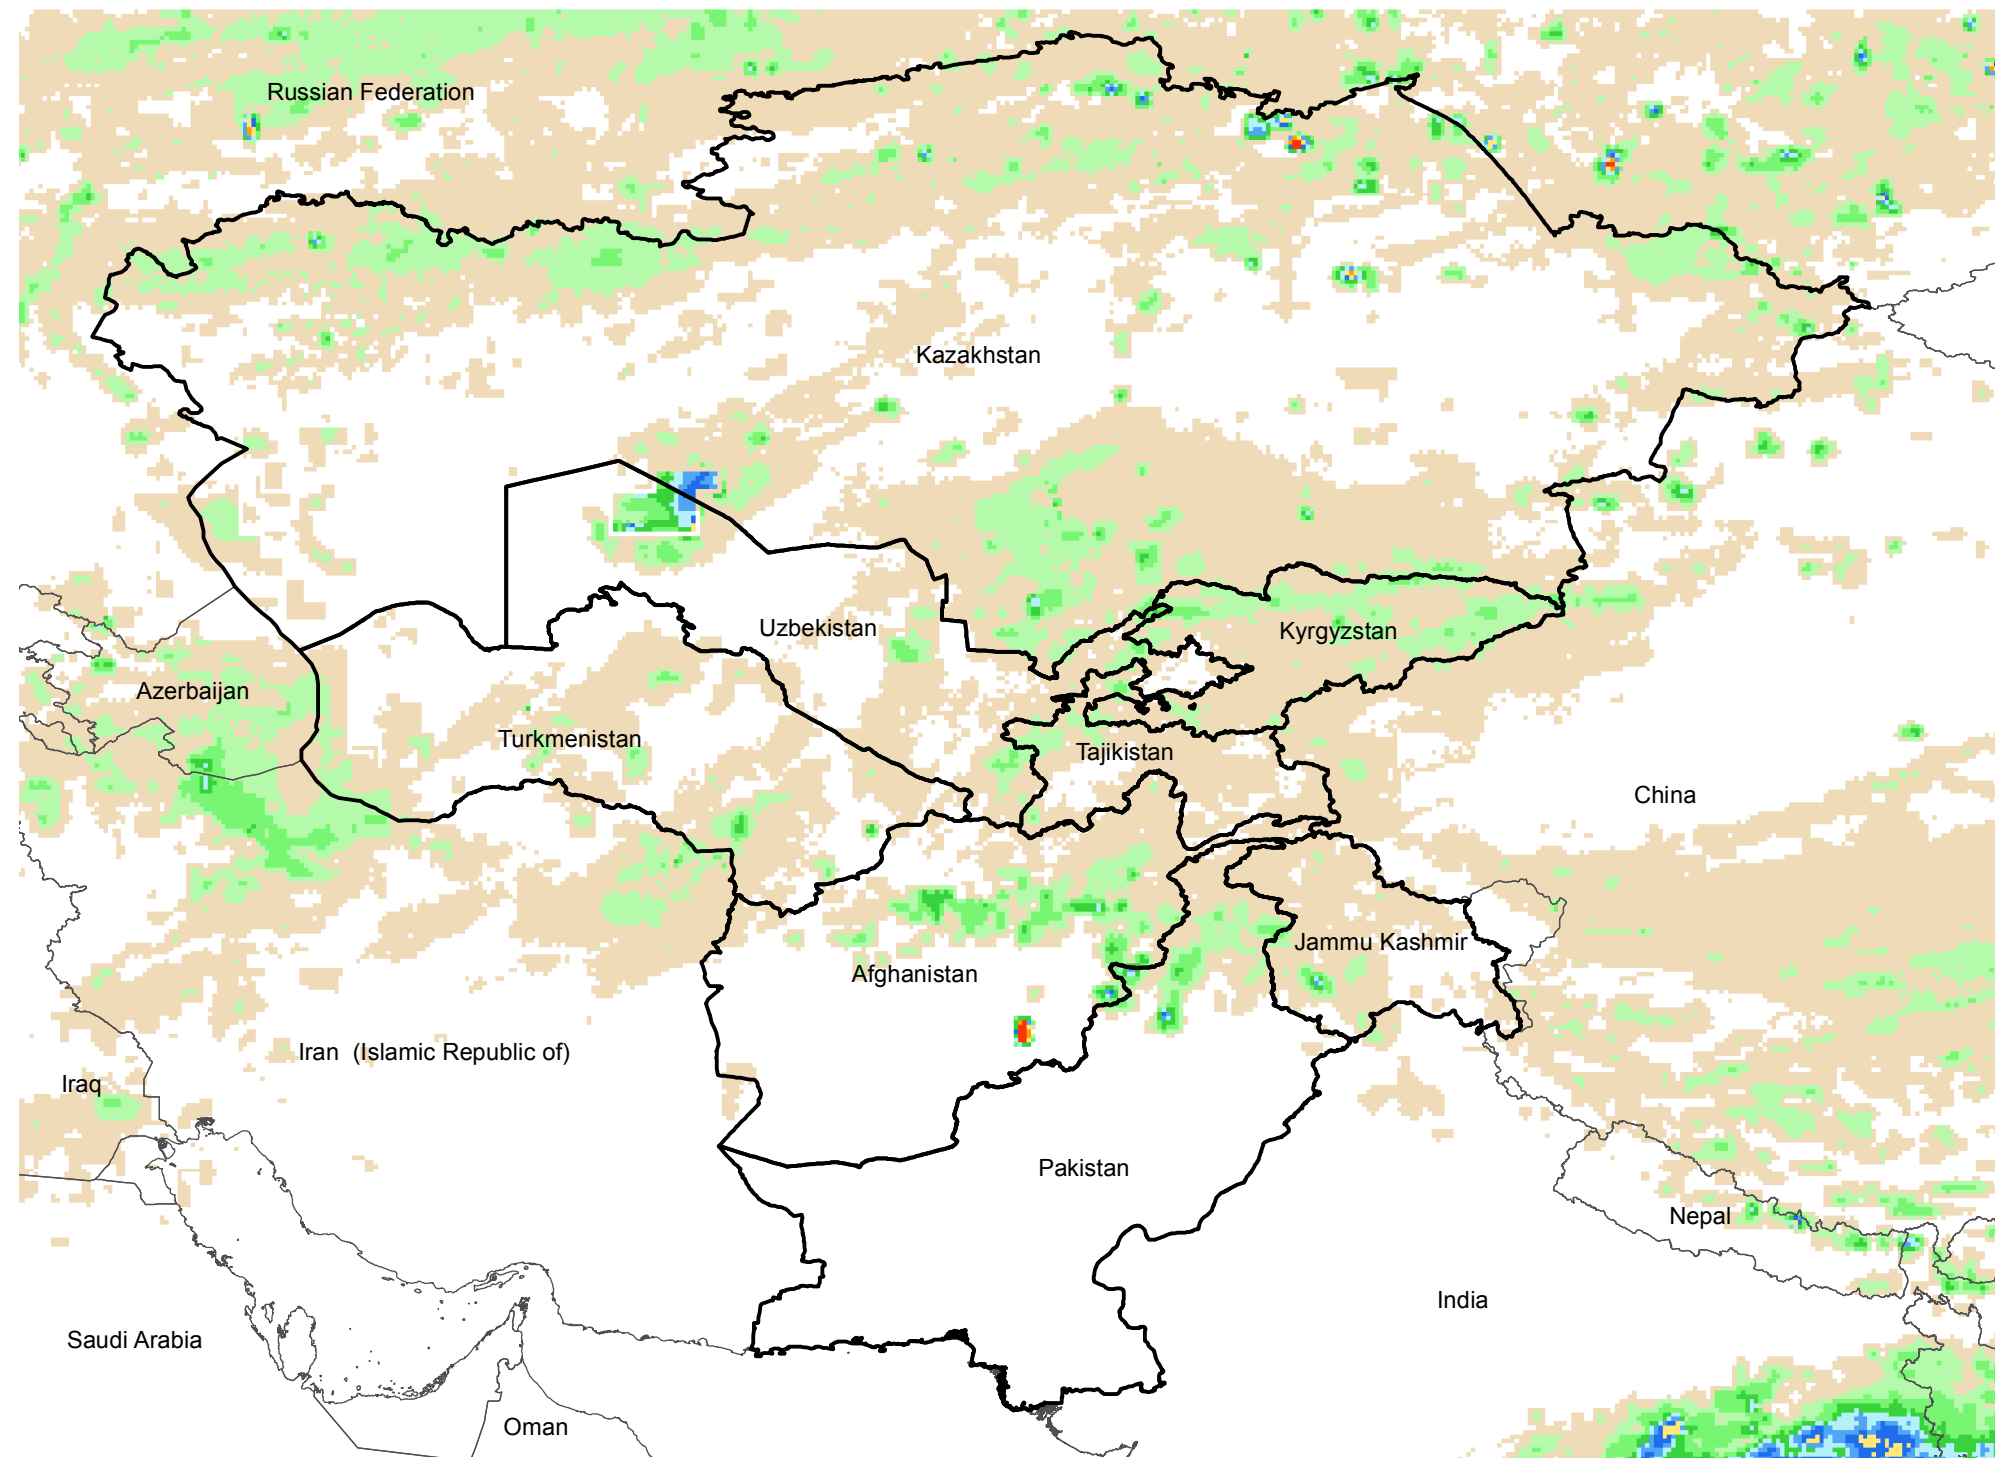 Russian Federation
Kazakhstan
Uzbekistan
Kyrgyzstan
Azerbaijan
Turkmenistan
Tajikistan
China
Jammu Kashmir
Afghanistan
Iran (Islamic Republic of)
Iraq
Pakistan
Nepal
India
Saudi Arabia
Oman